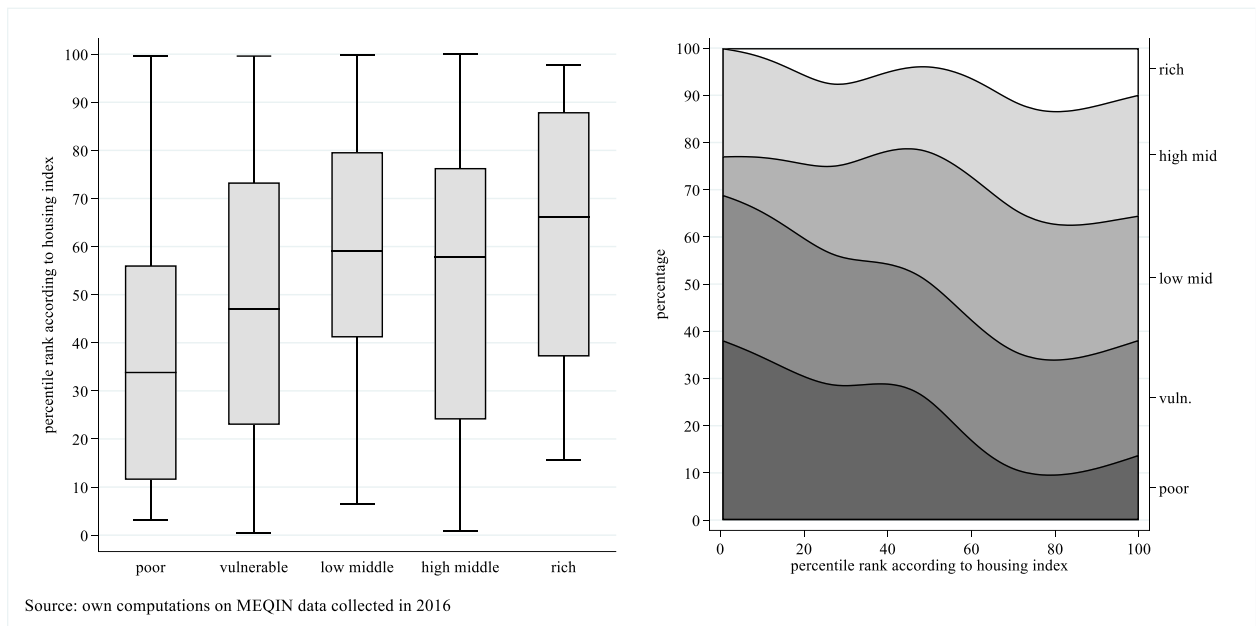 percentile rank according to housing index
100
90
80
70
60
50
40
30
20
10
0
poor vulnerable low middle high middle rich
percentage
100
90
80
70
60
50
40
30
20
10
0
rich
high mid
low mid
vuln.
poor
0 20 40 60 80 100
percentile rank according to housing index
Source: own computations on MEQIN data collected in 2016